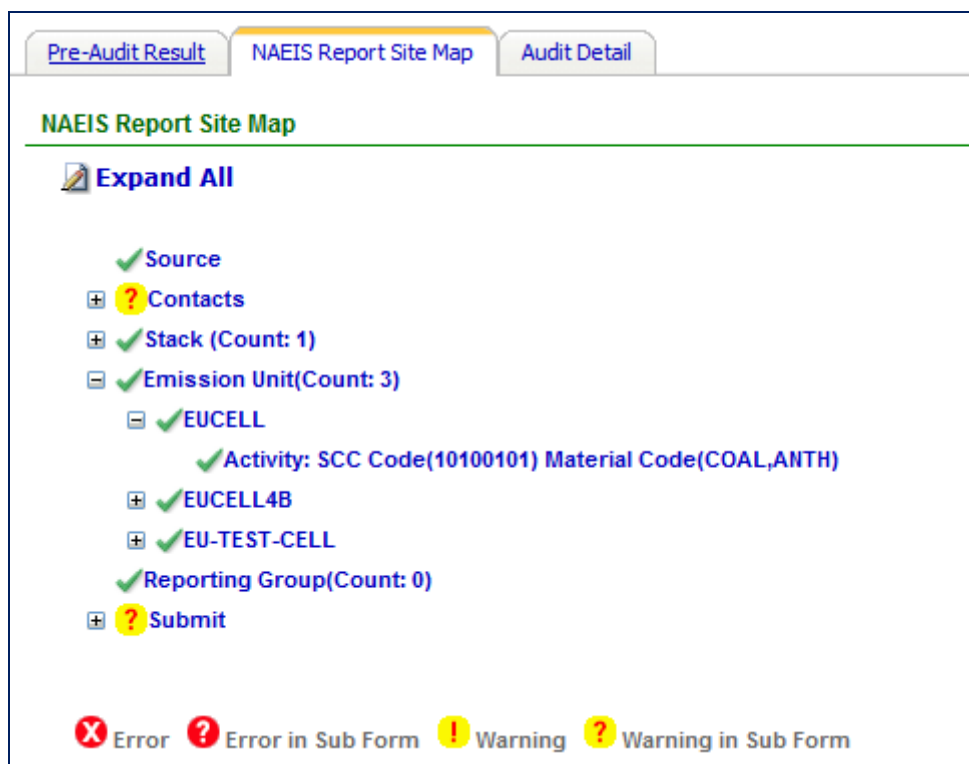 Pre-Audit Result NAEIS Report Site Map Audit Detail
NAEIS Report Site Map
Expand All
Source
? Contacts
Stack (Count: 1)
Emission Unit(Count: 3)
EUCELL
Activity: SCC Code(10100101) Material Code(COAL,ANTH)
EUCELL4B
EU-TEST-CELL
Reporting Group(Count: 0)
? Submit
X Error ? Error in Sub Form ! Warning ? Warning in Sub Form